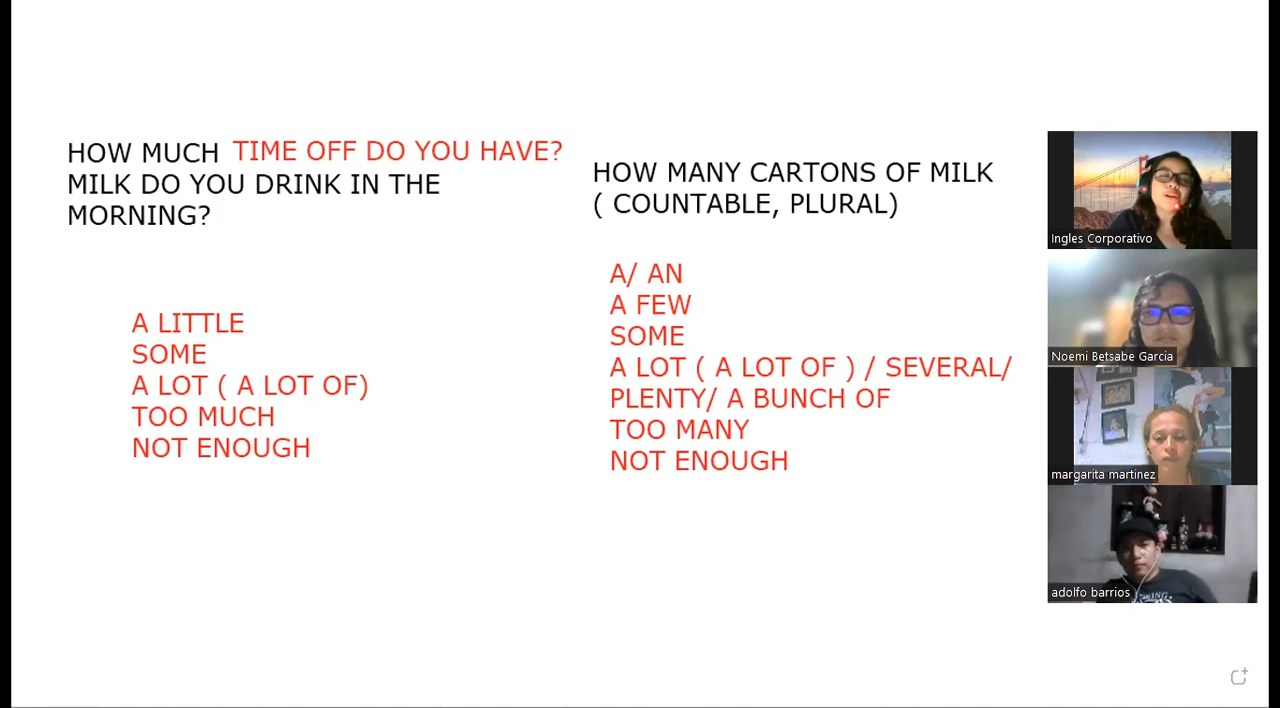 HOW MUCH TIME OFF DO YOU HAVE?
MILK DO YOU DRINK IN THE
MORNING?
A LITTLE
SOME
A LOT ( A LOT OF)
TOO MUCH
NOT ENOUGH
HOW MANY CARTONS OF MILK
( COUNTABLE, PLURAL)
A/ AN
A FEW
SOME
A LOT ( A LOT OF ) / SEVERAL/
PLENTY/ A BUNCH OF
TOO MANY
NOT ENOUGH
Ingles Corporativo
Noemi Betsabe Garcia
margarita martinez
adolfo barrios